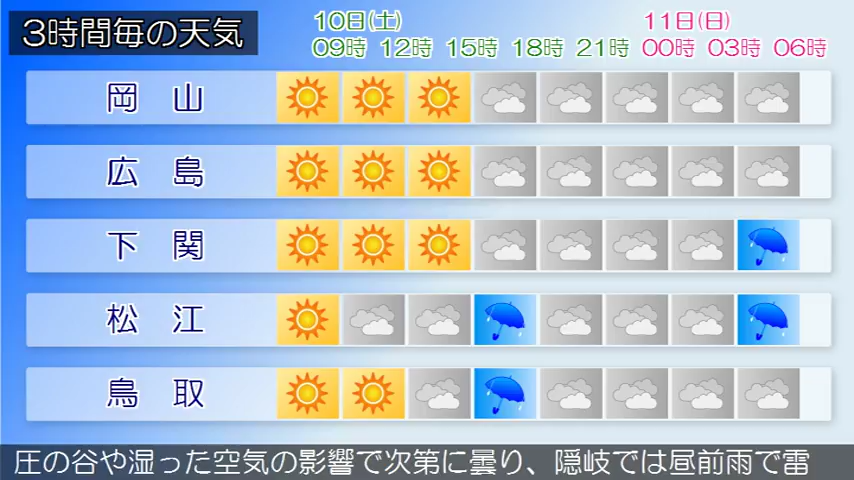 3時間毎の天気
10日(土)
11日(日)
09時 12時 15時 18時 21時 00時 03時 06時
岡山
広島
下関
松江
鳥取
圧の谷や湿った空気の影響で次第に曇り、隠岐では昼前雨で雷